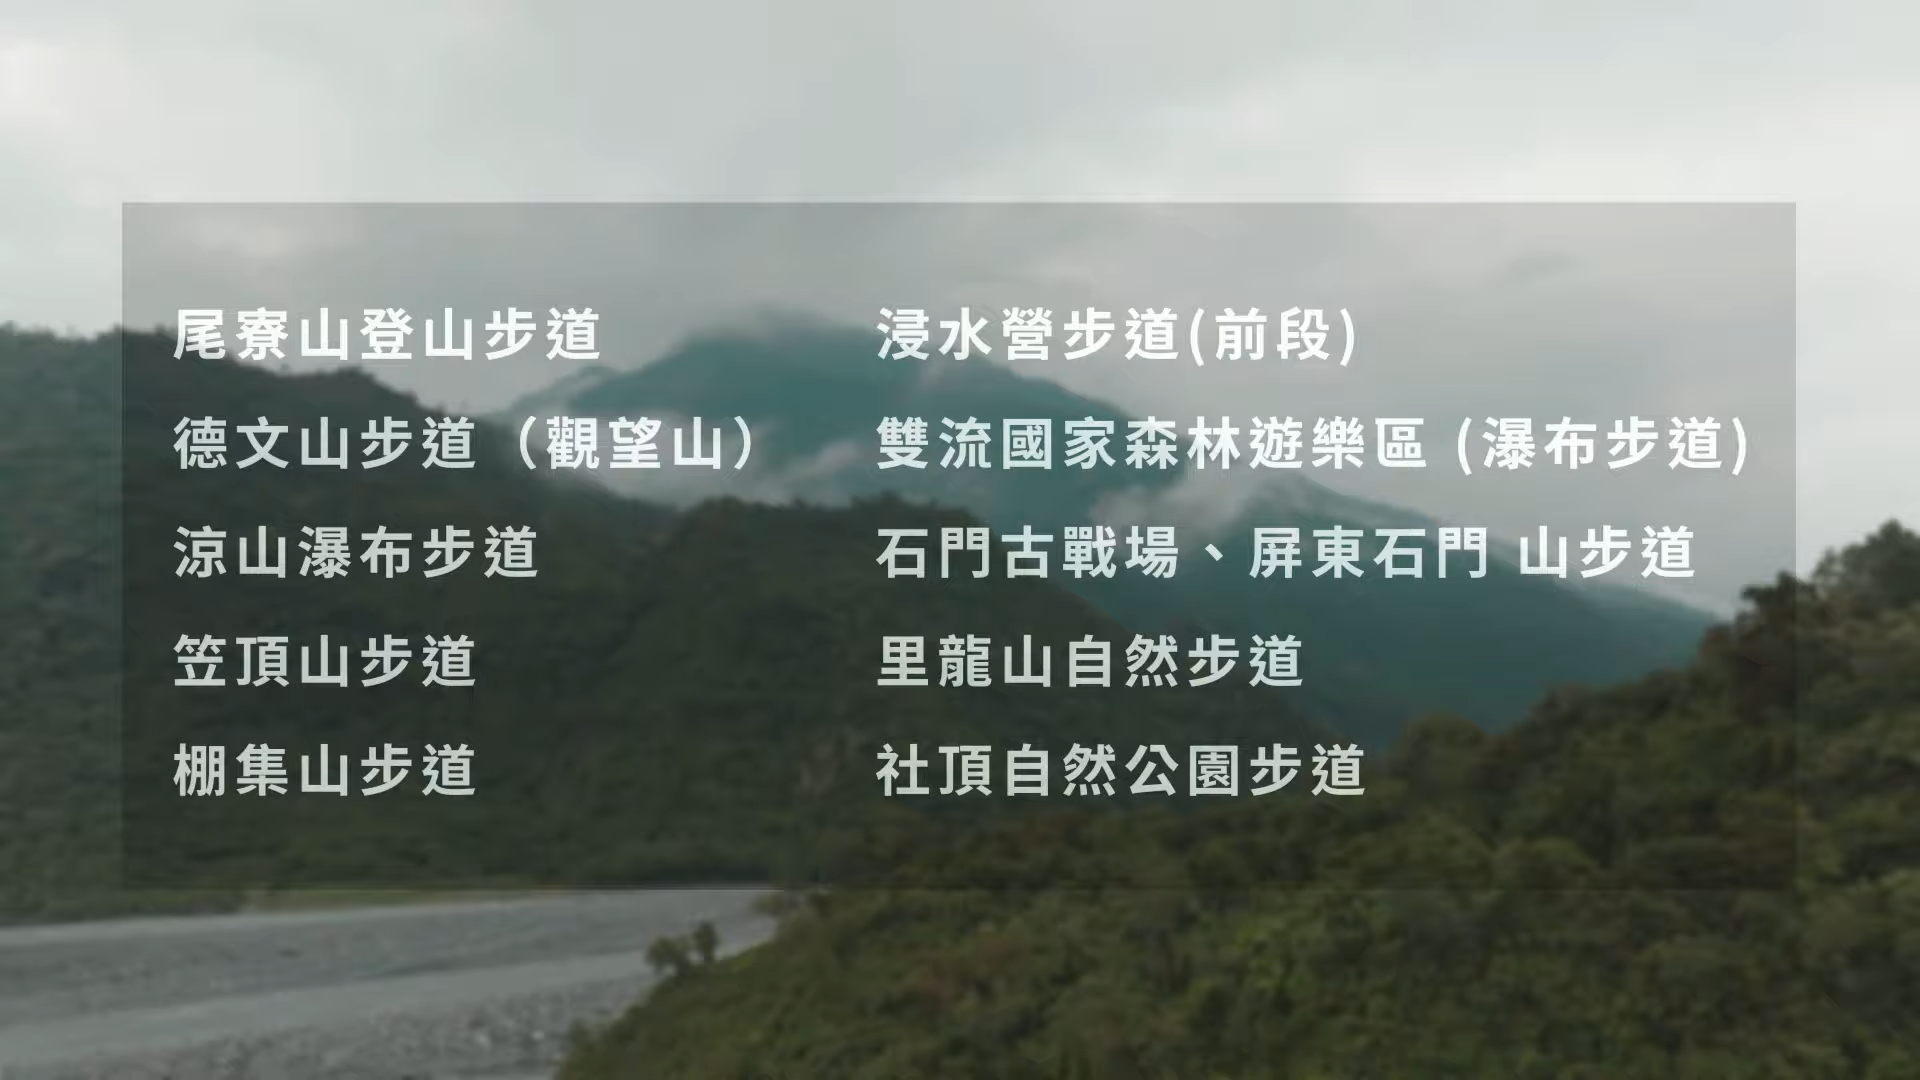 尾寮山登山步道
德文山步道（觀望山）
涼山瀑布步道
笠頂山步道
棚集山步道
浸水營步道(前段)
雙流國家森林遊樂區 (瀑布步道)
石門古戰場、屏東石門 山步道
里龍山自然步道
社頂自然公園步道